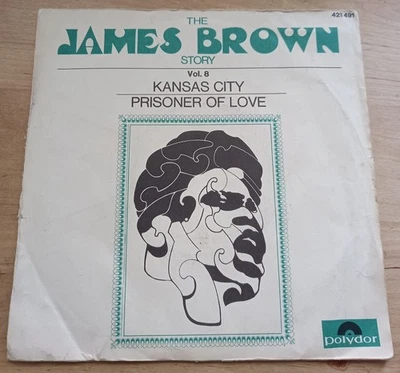 THE
421 491
JAMES BROWN
STORY
Vol. 8
KANSAS CITY
PRISONER OF LOVE
polydor